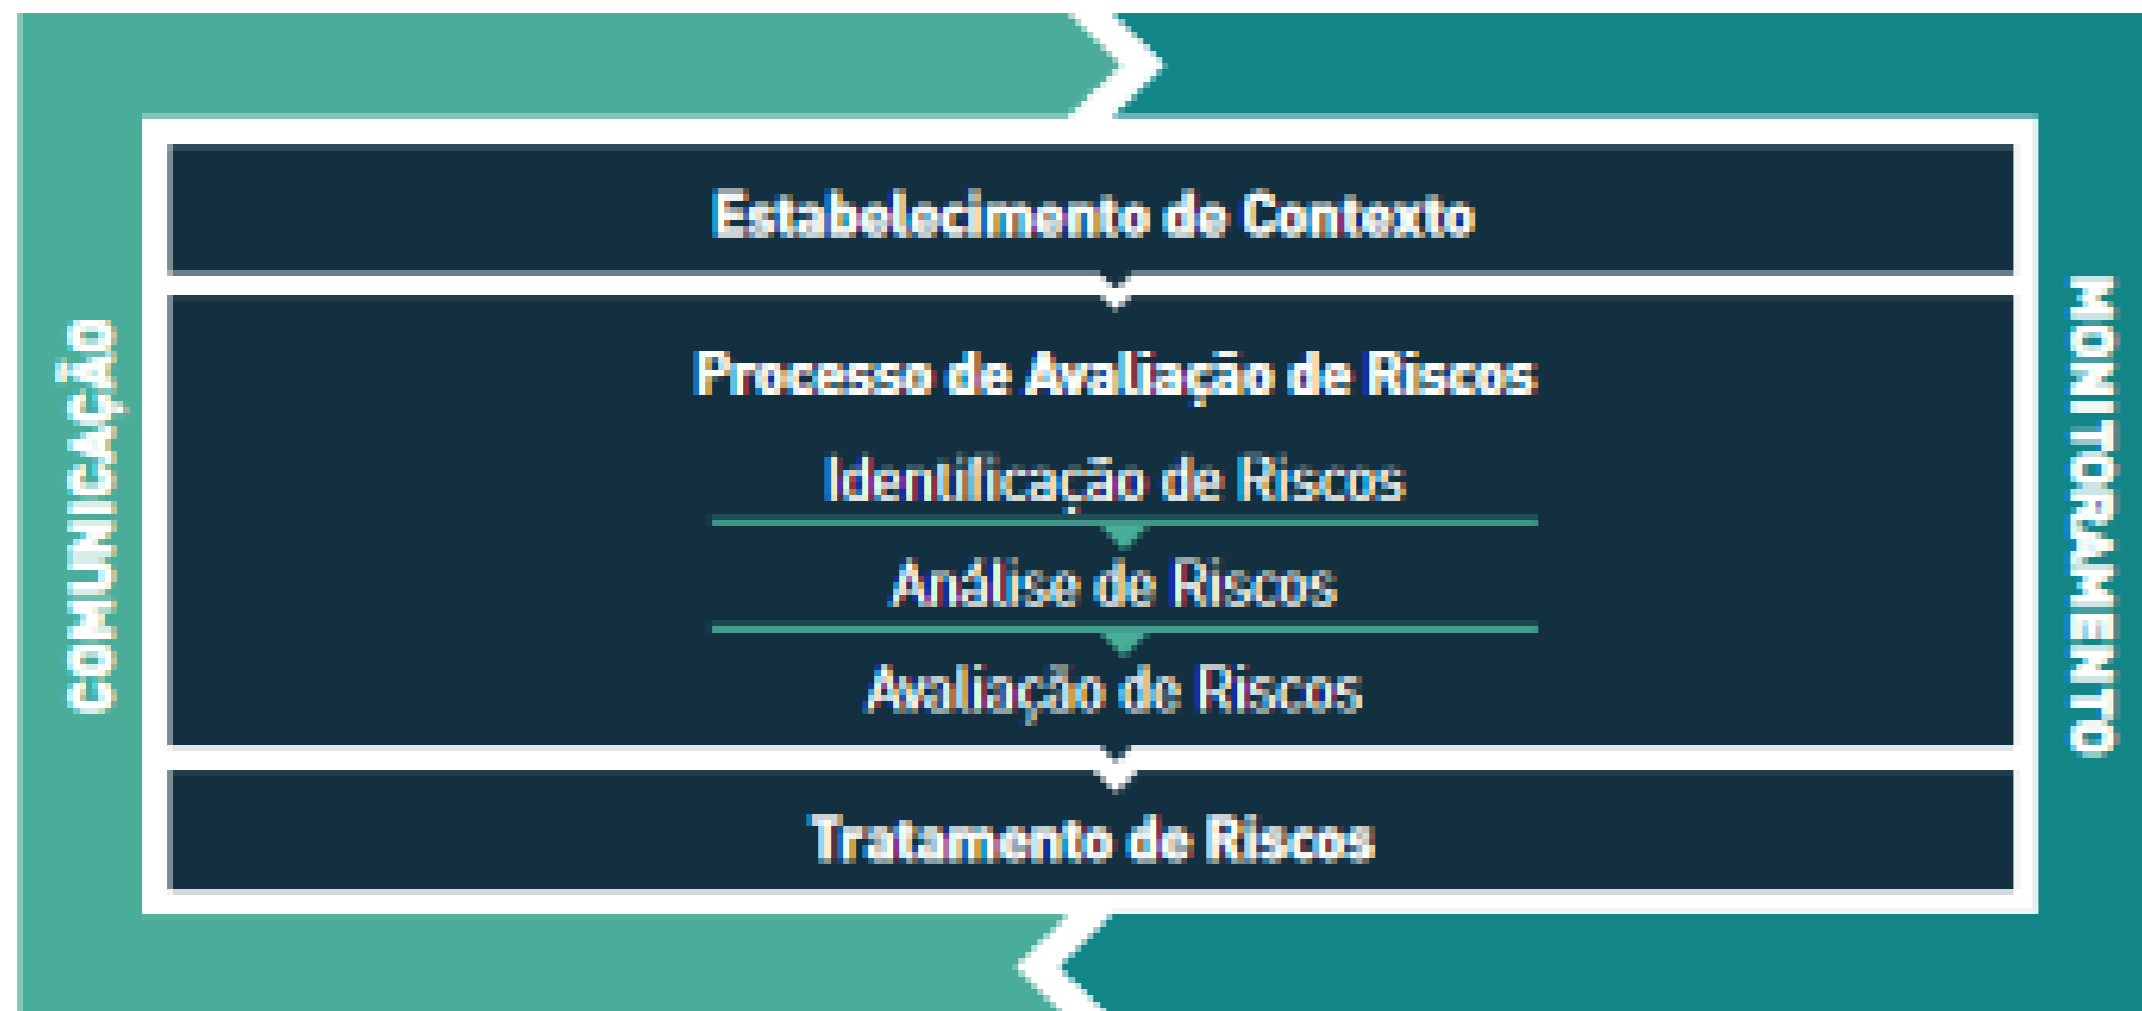 COMUNICAÇÃO
Estabelecimento de Contexto
Processo de Avaliação de Riscos
Identificação de Riscos
Análise de Riscos
Avaliação de Riscos
Tratamento de Riscos
MONITORAMENTO